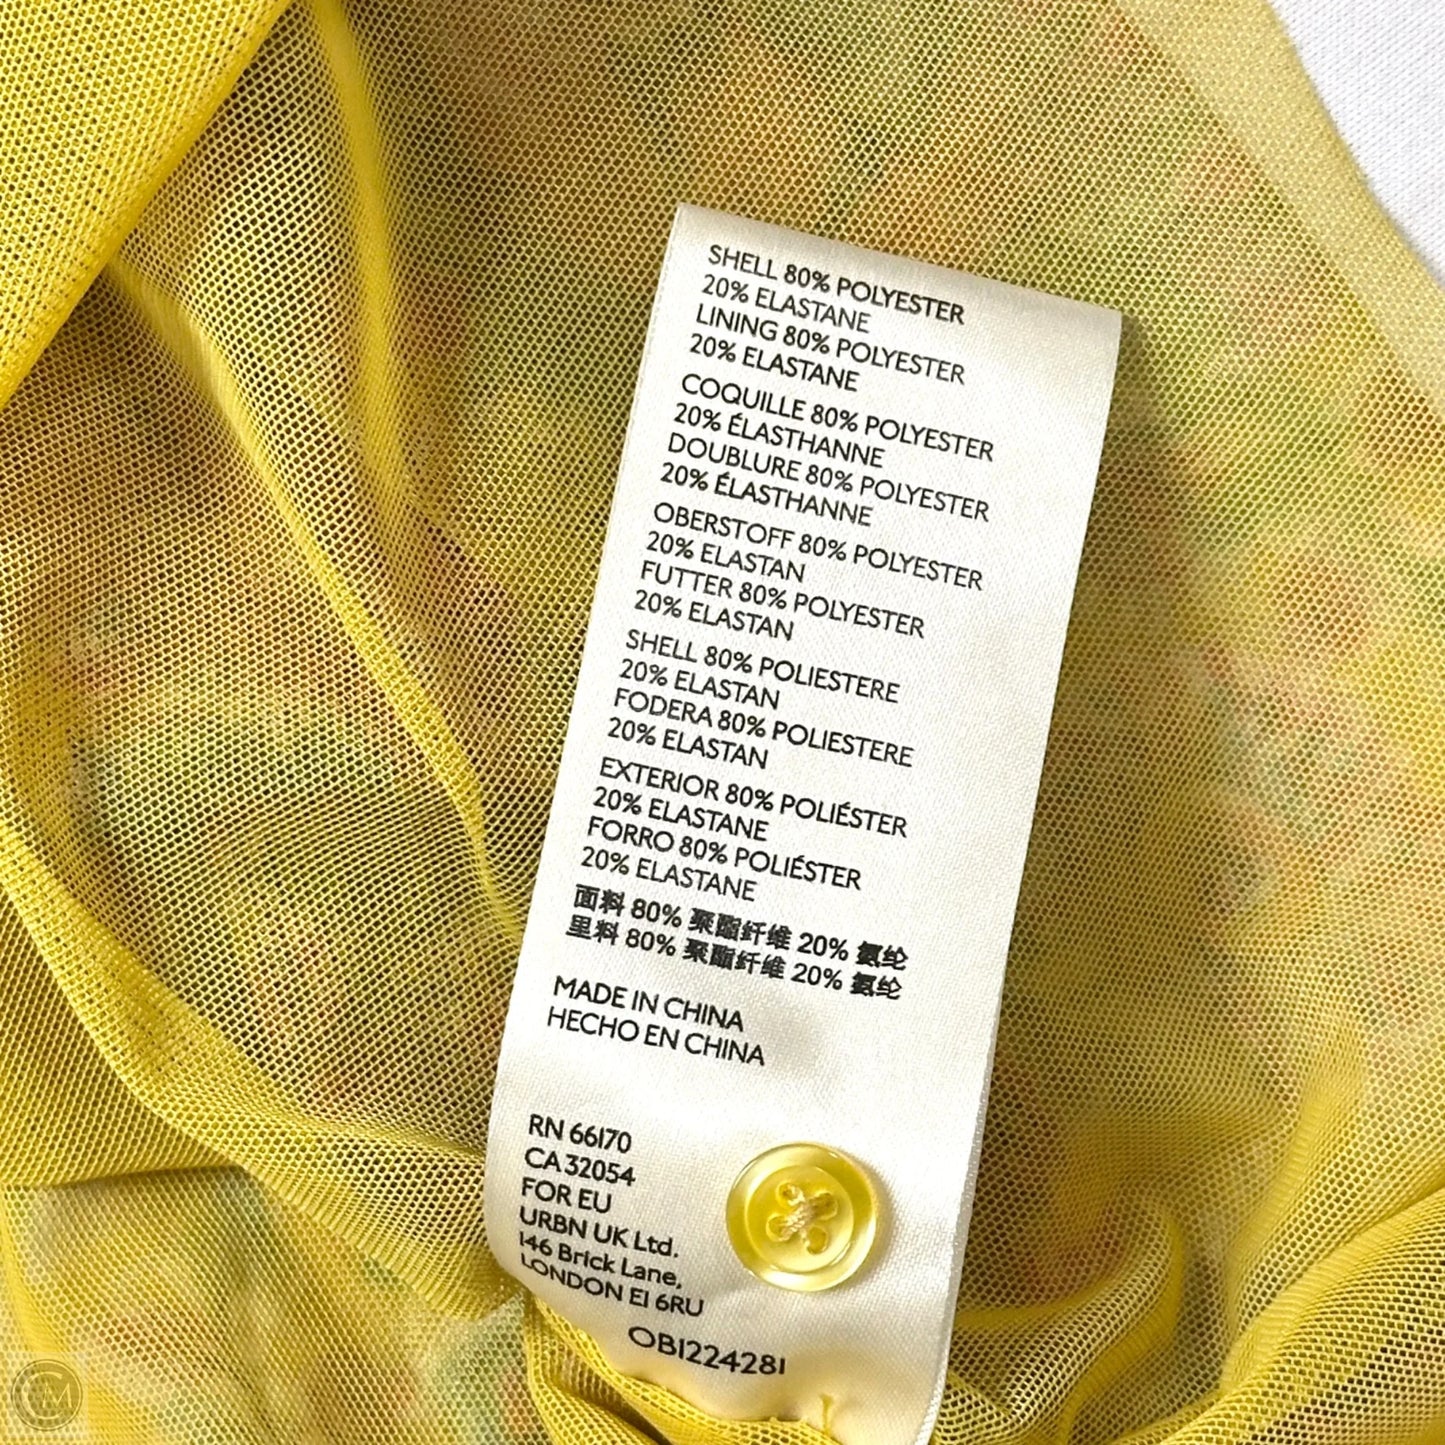 SHELL 80% POLYESTER
20% ELASTANE
LINING 80% POLYESTER
20% ELASTANE
COQUILLE 80% POLYESTER
20% ÉLASTHANNE
DOUBLURE 80% POLYESTER
20% ÉLASTHANNE
OBERSTOFF 80% POLYESTER
20% ELASTAN
FUTTER 80% POLYESTER
20% ELASTAN
SHELL 80% POLIESTERE
20% ELASTAN
FODERA 80% POLIESTERE
20% ELASTAN
EXTERIOR 80% POLIÉSTER
20% ELASTANE
FORRO 80% POLIÉSTER
20% ELASTANE
面料 80% 聚酯纤维 20% 氨纶
里料 80% 聚酯纤维 20% 氨纶
MADE IN CHINA
HECHO EN CHINA
RN 66170
CA 32054
FOR EU
URBN UK Ltd.
146 Brick Lane,
LONDON E1 6RU
OB1224281